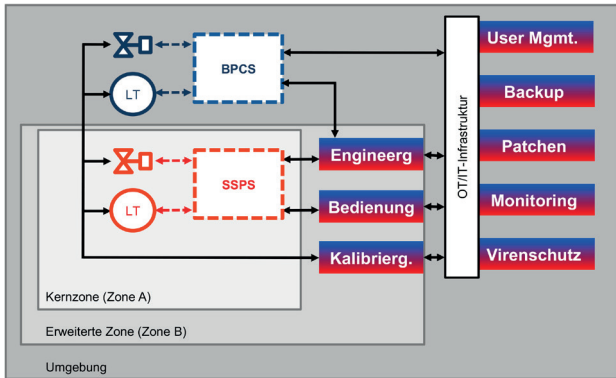 BPCS
User Mgmt.
LT
Backup
Engineerg
Patchen
SSPS
OT/IT-Infrastruktur
LT
Bedienung
Monitoring
Kalibrierg.
Virenschutz
Kernzone (Zone A)
Erweiterte Zone (Zone B)
Umgebung